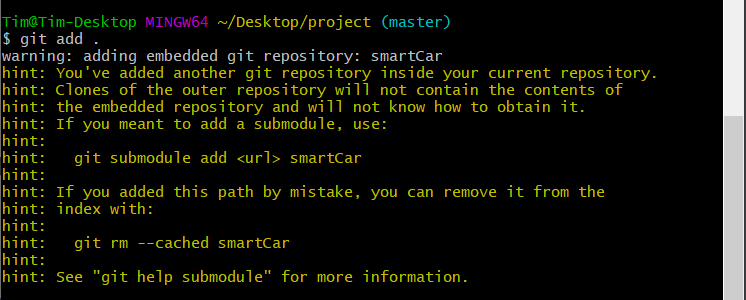 Tim@Tim-Desktop MINGW64 ~/Desktop/project (master)
$ git add .
warning: adding embedded git repository: smartCar
hint: You've added another git repository inside your current repository.
hint: Clones of the outer repository will not contain the contents of
hint: the embedded repository and will not know how to obtain it.
hint: If you meant to add a submodule, use:
hint:
hint:   git submodule add <url> smartCar
hint:
hint: If you added this path by mistake, you can remove it from the
hint: index with:
hint:
hint:   git rm --cached smartCar
hint:
hint: See "git help submodule" for more information.